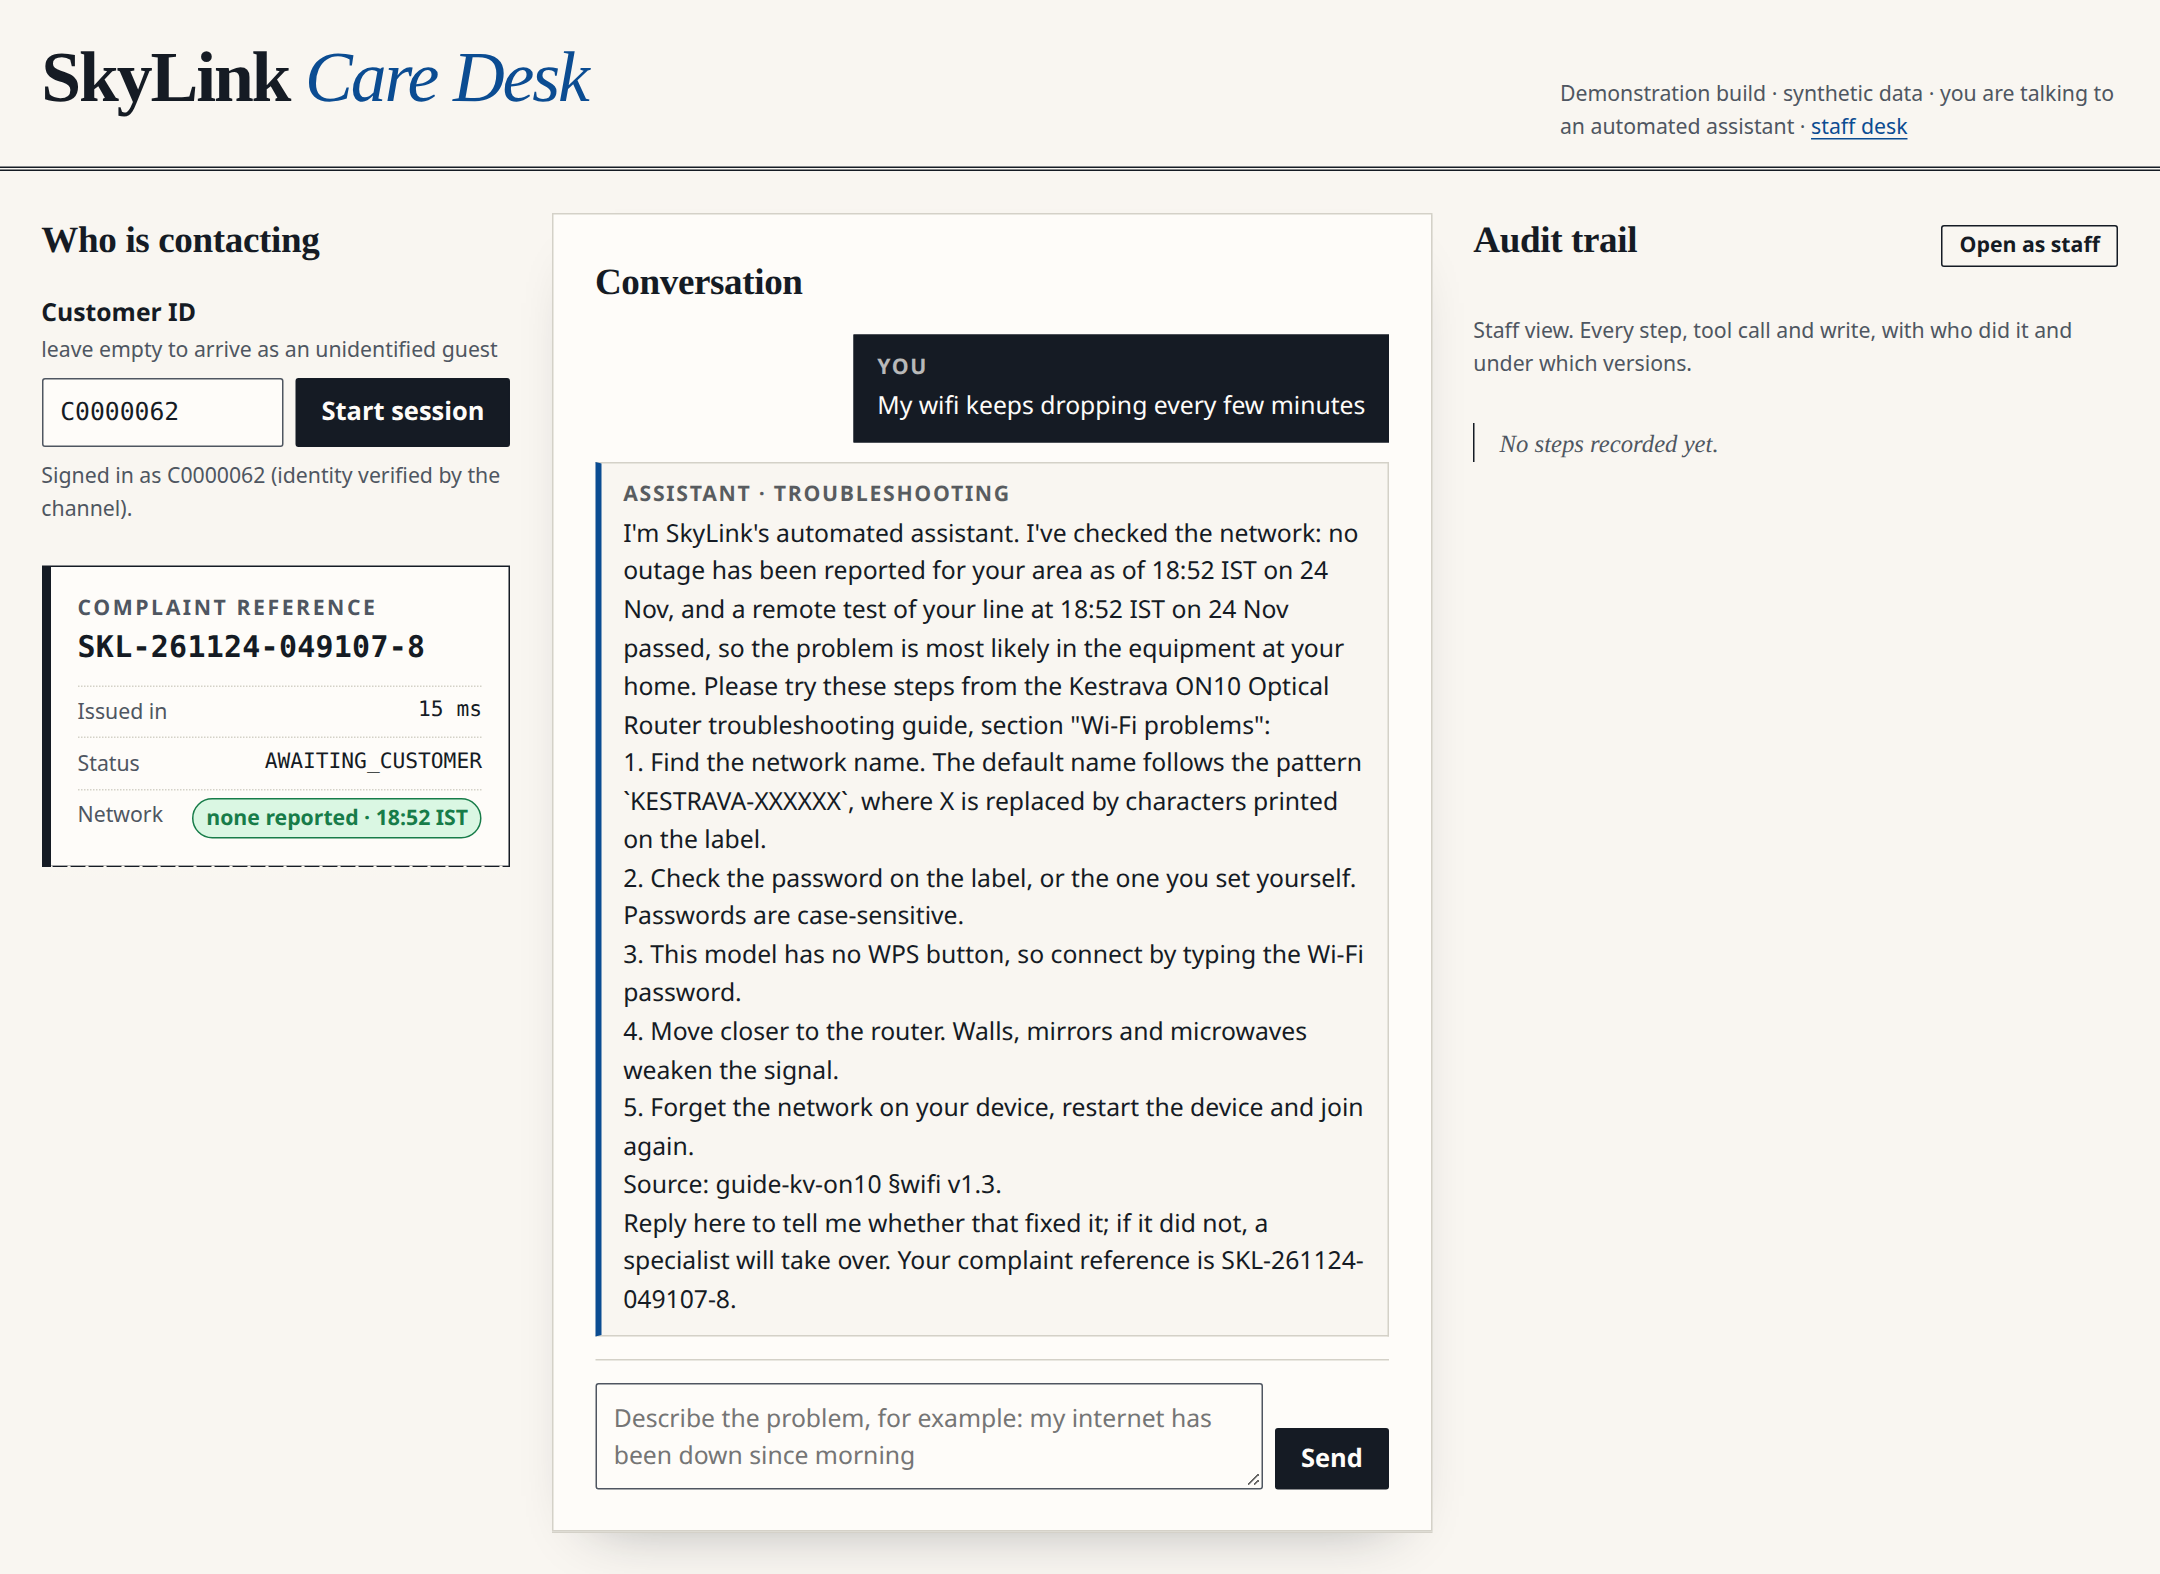 SkyLink Care Desk
Demonstration build · synthetic data · you are talking to
an automated assistant · staff desk
Who is contacting
Customer ID
leave empty to arrive as an unidentified guest
C0000062
Start session
Signed in as C0000062 (identity verified by the
channel).
COMPLAINT REFERENCE
SKL-261124-049107-8
Issued in 15 ms
Status AWAITING_CUSTOMER
Network none reported · 18:52 IST
Conversation
YOU
My wifi keeps dropping every few minutes
ASSISTANT · TROUBLESHOOTING
I'm SkyLink's automated assistant. I've checked the network: no
outage has been reported for your area as of 18:52 IST on 24
Nov, and a remote test of your line at 18:52 IST on 24 Nov
passed, so the problem is most likely in the equipment at your
home. Please try these steps from the Kestrava ON10 Optical
Router troubleshooting guide, section "Wi-Fi problems":
1. Find the network name. The default name follows the pattern
`KESTRAVA-XXXXXX`, where X is replaced by characters printed
on the label.
2. Check the password on the label, or the one you set yourself.
Passwords are case-sensitive.
3. This model has no WPS button, so connect by typing the Wi-Fi
password.
4. Move closer to the router. Walls, mirrors and microwaves
weaken the signal.
5. Forget the network on your device, restart the device and join
again.
Source: guide-kv-on10 §wifi v1.3.
Reply here to tell me whether that fixed it; if it did not, a
specialist will take over. Your complaint reference is SKL-261124-
049107-8.
Describe the problem, for example: my internet has
been down since morning
Send
Audit trail
Open as staff
Staff view. Every step, tool call and write, with who did it and
under which versions.
No steps recorded yet.